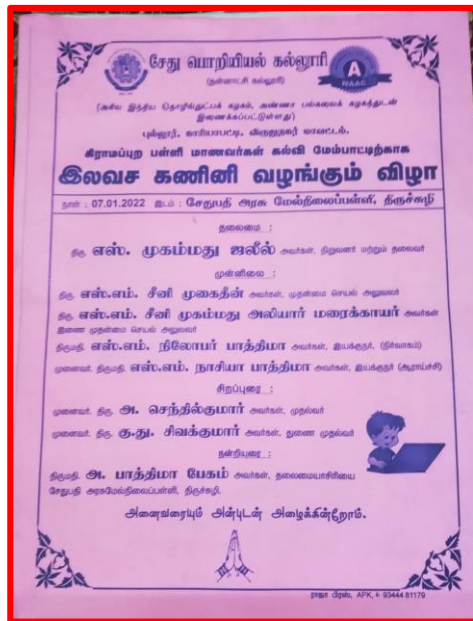 சேது பொறியியல் கல்லூரி
(தன்னாட்சி கல்லூரி)
A
NAAC
(அகில இந்திய தொழில்நுட்பக் கழகம், அண்ணா பல்கலைக் கழகத்துடன்
இணைக்கப்பட்டுள்ளது)
புல்லூர், காரியாபட்டி, விருதுநகர் மாவட்டம்.
கிராமப்புற பள்ளி மாணவர்கள் கல்வி மேம்பாட்டிற்காக
இலவச கணினி வழங்கும் விழா
நாள் : 07.01.2022 இடம் : சேதுபதி அரசு மேல்நிலைப்பள்ளி, திருச்சுழி
தலைமை :
திரு. எஸ். முகம்மது ஜலீல் அவர்கள், நிறுவனர் மற்றும் தலைவர்
முன்னிலை :
திரு. எஸ்.எம். சீனி முகைதீன் அவர்கள், முதன்மை செயல் அலுவலர்
திரு. எஸ்.எம். சீனி முகம்மது அலியார் மரைக்காயர் அவர்கள்
இணை முதன்மை செயல் அலுவலர்
திருமதி. எஸ்.எம். நிலோபர் பாத்திமா அவர்கள், இயக்குநர், (நிர்வாகம்)
முனைவர். திருமதி. எஸ்.எம். நாசியா பாத்திமா அவர்கள், இயக்குநர் (ஆராய்ச்சி)
சிறப்புரை :
முனைவர். திரு. அ. செந்தில்குமார் அவர்கள், முதல்வர்
முனைவர். திரு. கு.து. சிவக்குமார் அவர்கள், துணை முதல்வர்
நன்றியுரை :
திருமதி. அ. பாத்திமா பேகம் அவர்கள், தலைமையாசிரியை
சேதுபதி அரசுமேல்நிலைப்பள்ளி, திருச்சுழி.
அனைவரையும் அன்புடன் அழைக்கின்றோம்.
ராஜா பிரஸ், APK, 93444 81179